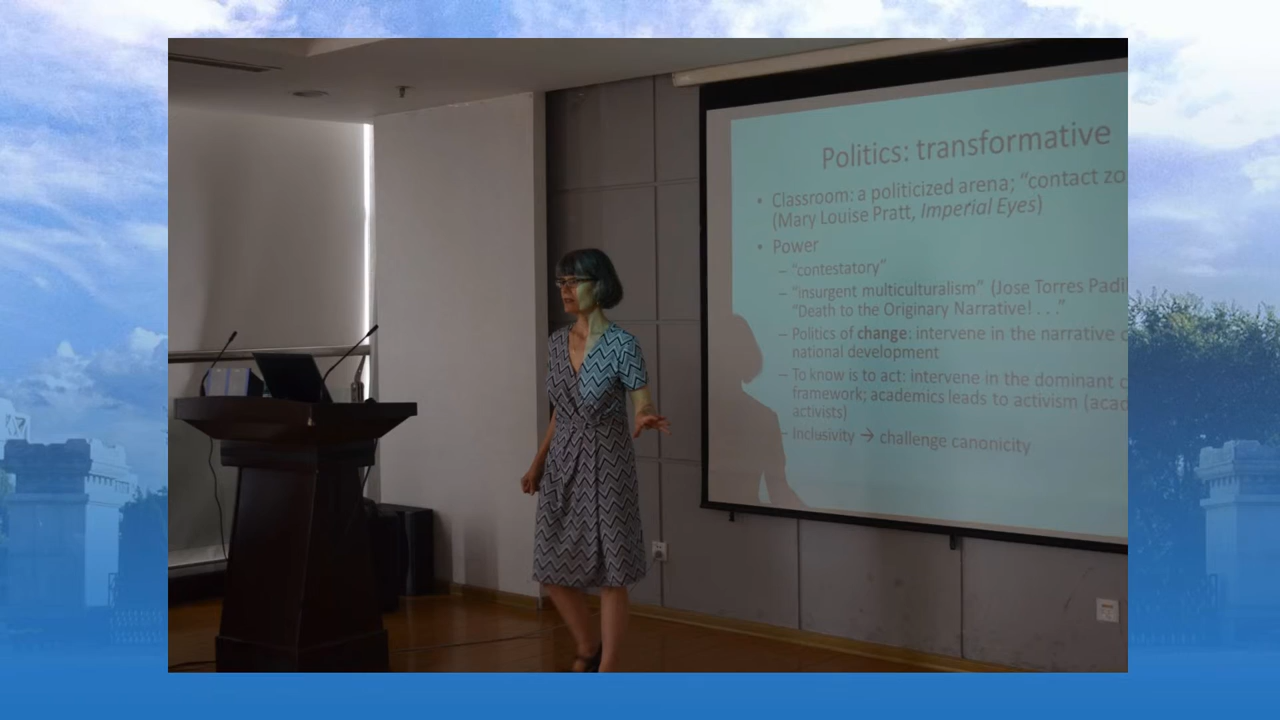 Politics: transformative
• Classroom: a politicized arena; “contact zo
(Mary Louise Pratt, Imperial Eyes)
• Power
– “contestatory”
– “insurgent multiculturalism” (Jose Torres Padil
“Death to the Originary Narrative! . . .”
– Politics of change: intervene in the narrative o
national development
– To know is to act: intervene in the dominant c
framework; academics leads to activism (acad
activists)
– Inclusivity → challenge canonicity